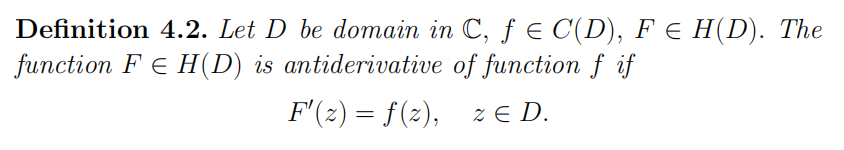 Definition 4.2. Let D be domain in ℂ, f ∈ C(D), F ∈ H(D). The
function F ∈ H(D) is antiderivative of function f if
F′(z) = f(z), z ∈ D.